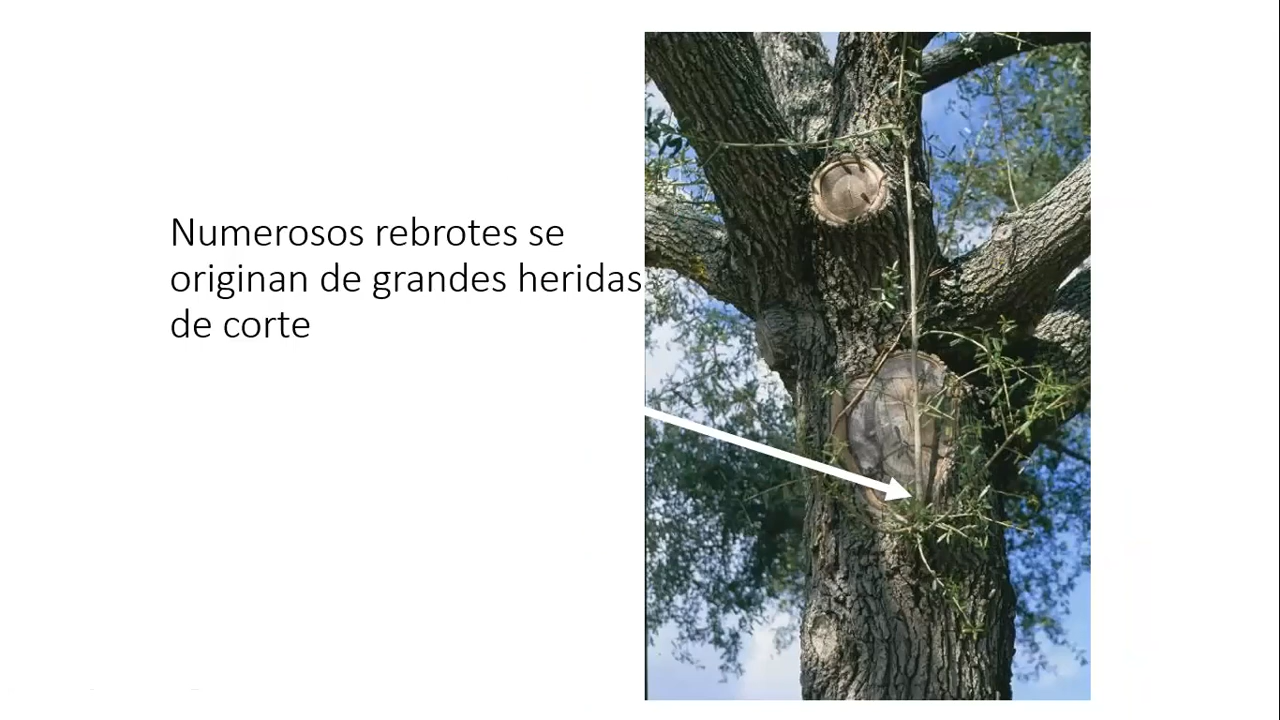 Numerosos rebrotes se
originan de grandes heridas
de corte